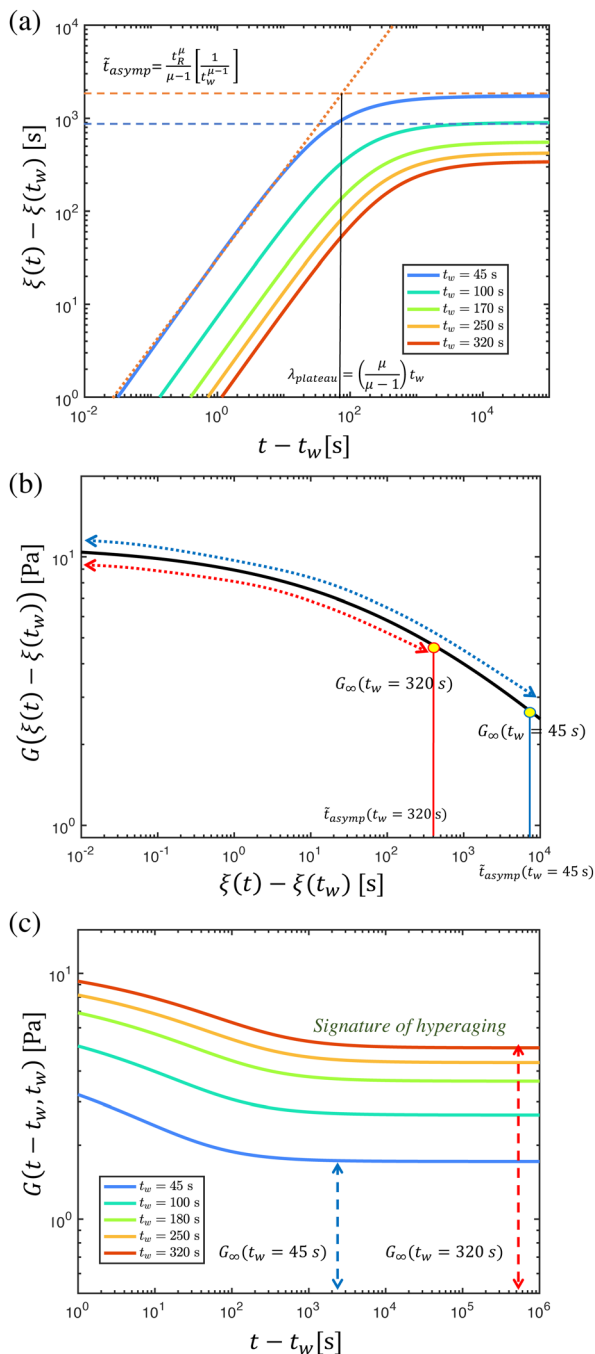 (a)
10^4
t̃_asymp = t_R^μ/(μ−1) [1/t_w^(μ−1)]
10^3
10^2
10^1
10^0
ξ(t) − ξ(t_w) [s]
t_w = 45 s
t_w = 100 s
t_w = 170 s
t_w = 250 s
t_w = 320 s
λ_plateau = (μ/(μ−1)) t_w
10^-2 10^0 10^2 10^4
t − t_w[s]
(b)
10^1
10^0
G(ξ(t) − ξ(t_w)) [Pa]
G_∞(t_w = 320 s)
G_∞(t_w = 45 s)
t̃_asymp(t_w = 320 s)
10^-2 10^-1 10^0 10^1 10^2 10^3 10^4
ξ(t) − ξ(t_w) [s]
t̃_asymp(t_w = 45 s)
(c)
10^1
10^0
G(t − t_w, t_w) [Pa]
Signature of hyperaging
t_w = 45 s
t_w = 100 s
t_w = 180 s
t_w = 250 s
t_w = 320 s
G_∞(t_w = 45 s)
G_∞(t_w = 320 s)
10^0 10^1 10^2 10^3 10^4 10^5 10^6
t − t_w[s]